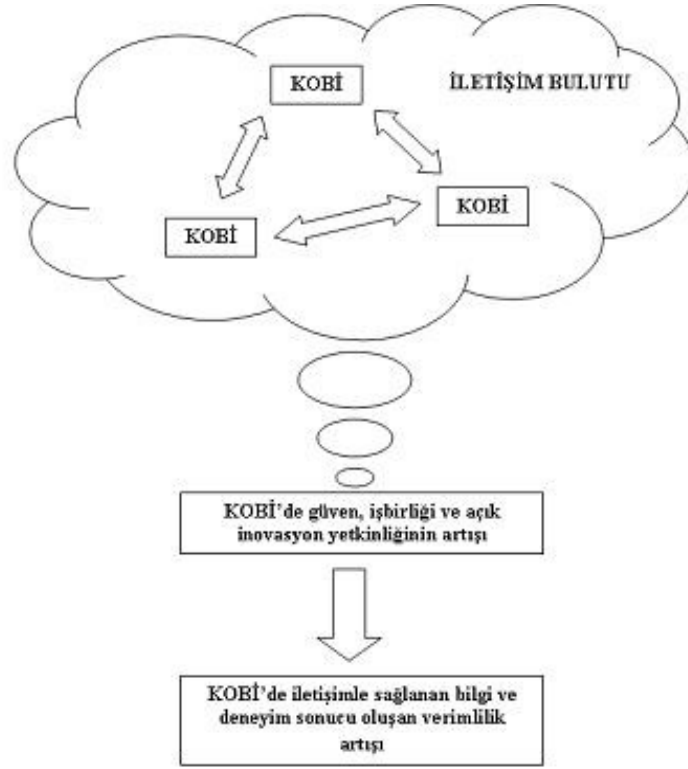 KOBİ
İLETİŞİM BULUTU
KOBİ
KOBİ
KOBİ'de güven, işbirliği ve açık
inovasyon yetkinliğinin artışı
KOBİ'de iletişimle sağlanan bilgi ve
deneyim sonucu oluşan verimlilik
artışı